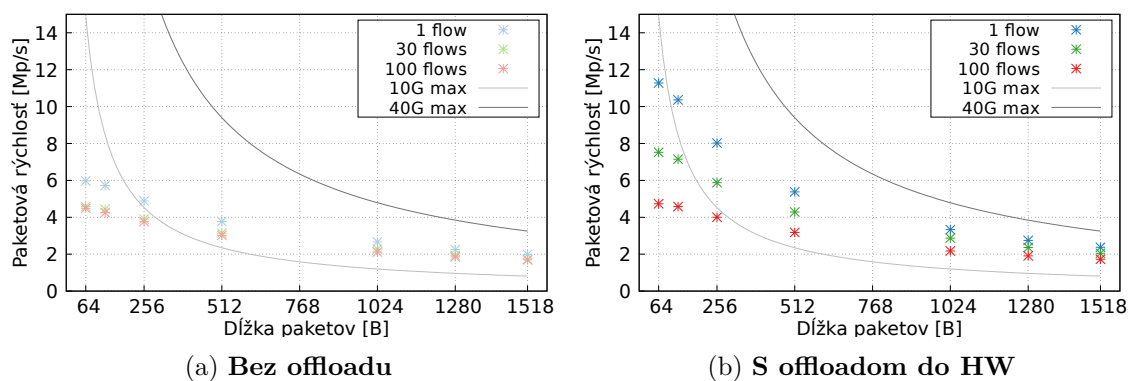 Paketová rýchlosť [Mp/s]
14
12
10
8
6
4
2
0
64
256
512
768
1024
1280
1518
Dĺžka paketov [B]
1 flow
30 flows
100 flows
10G max
40G max
(a) Bez offloadu
Paketová rýchlosť [Mp/s]
14
12
10
8
6
4
2
0
64
256
512
768
1024
1280
1518
Dĺžka paketov [B]
1 flow
30 flows
100 flows
10G max
40G max
(b) S offloadom do HW